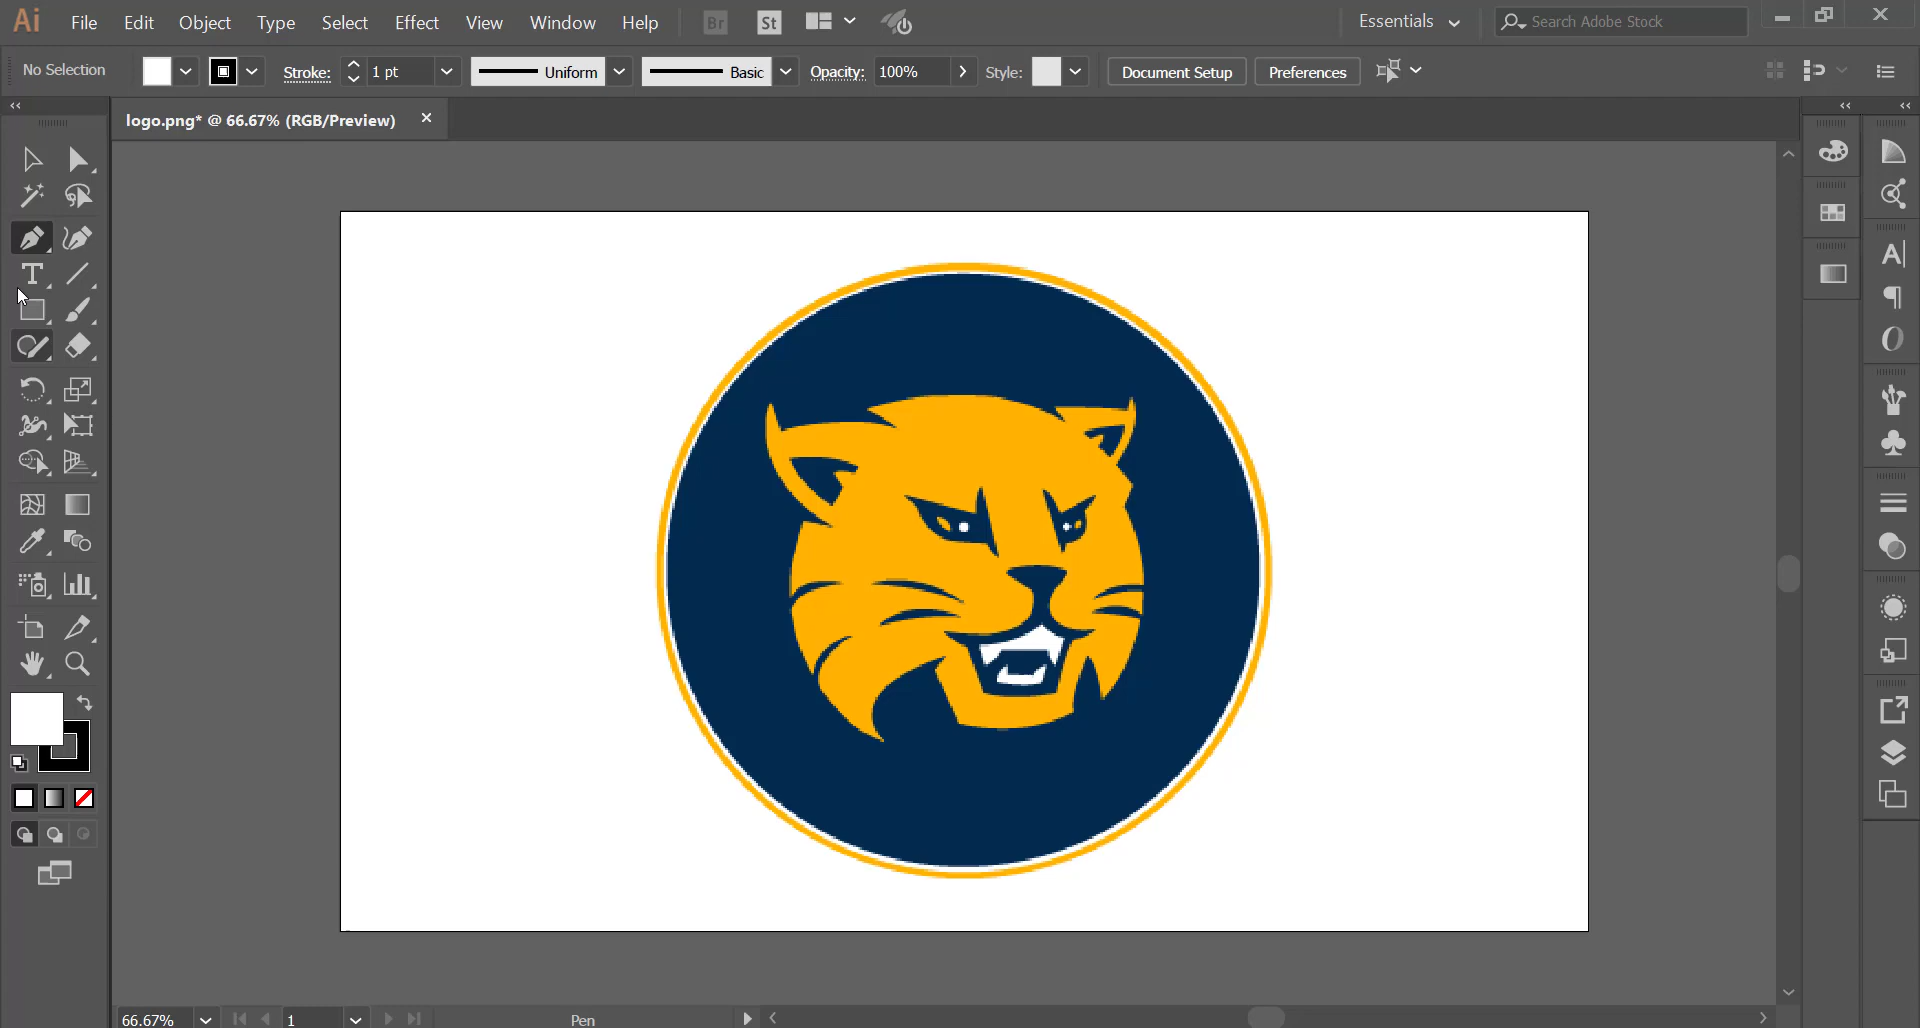 Ai File Edit Object Type Select Effect View Window Help Br St Essentials Search Adobe Stock
No Selection Stroke: 1 pt Uniform Basic Opacity: 100% Style: Document Setup Preferences
logo.png* @ 66.67% (RGB/Preview)
66.67% 1 Pen